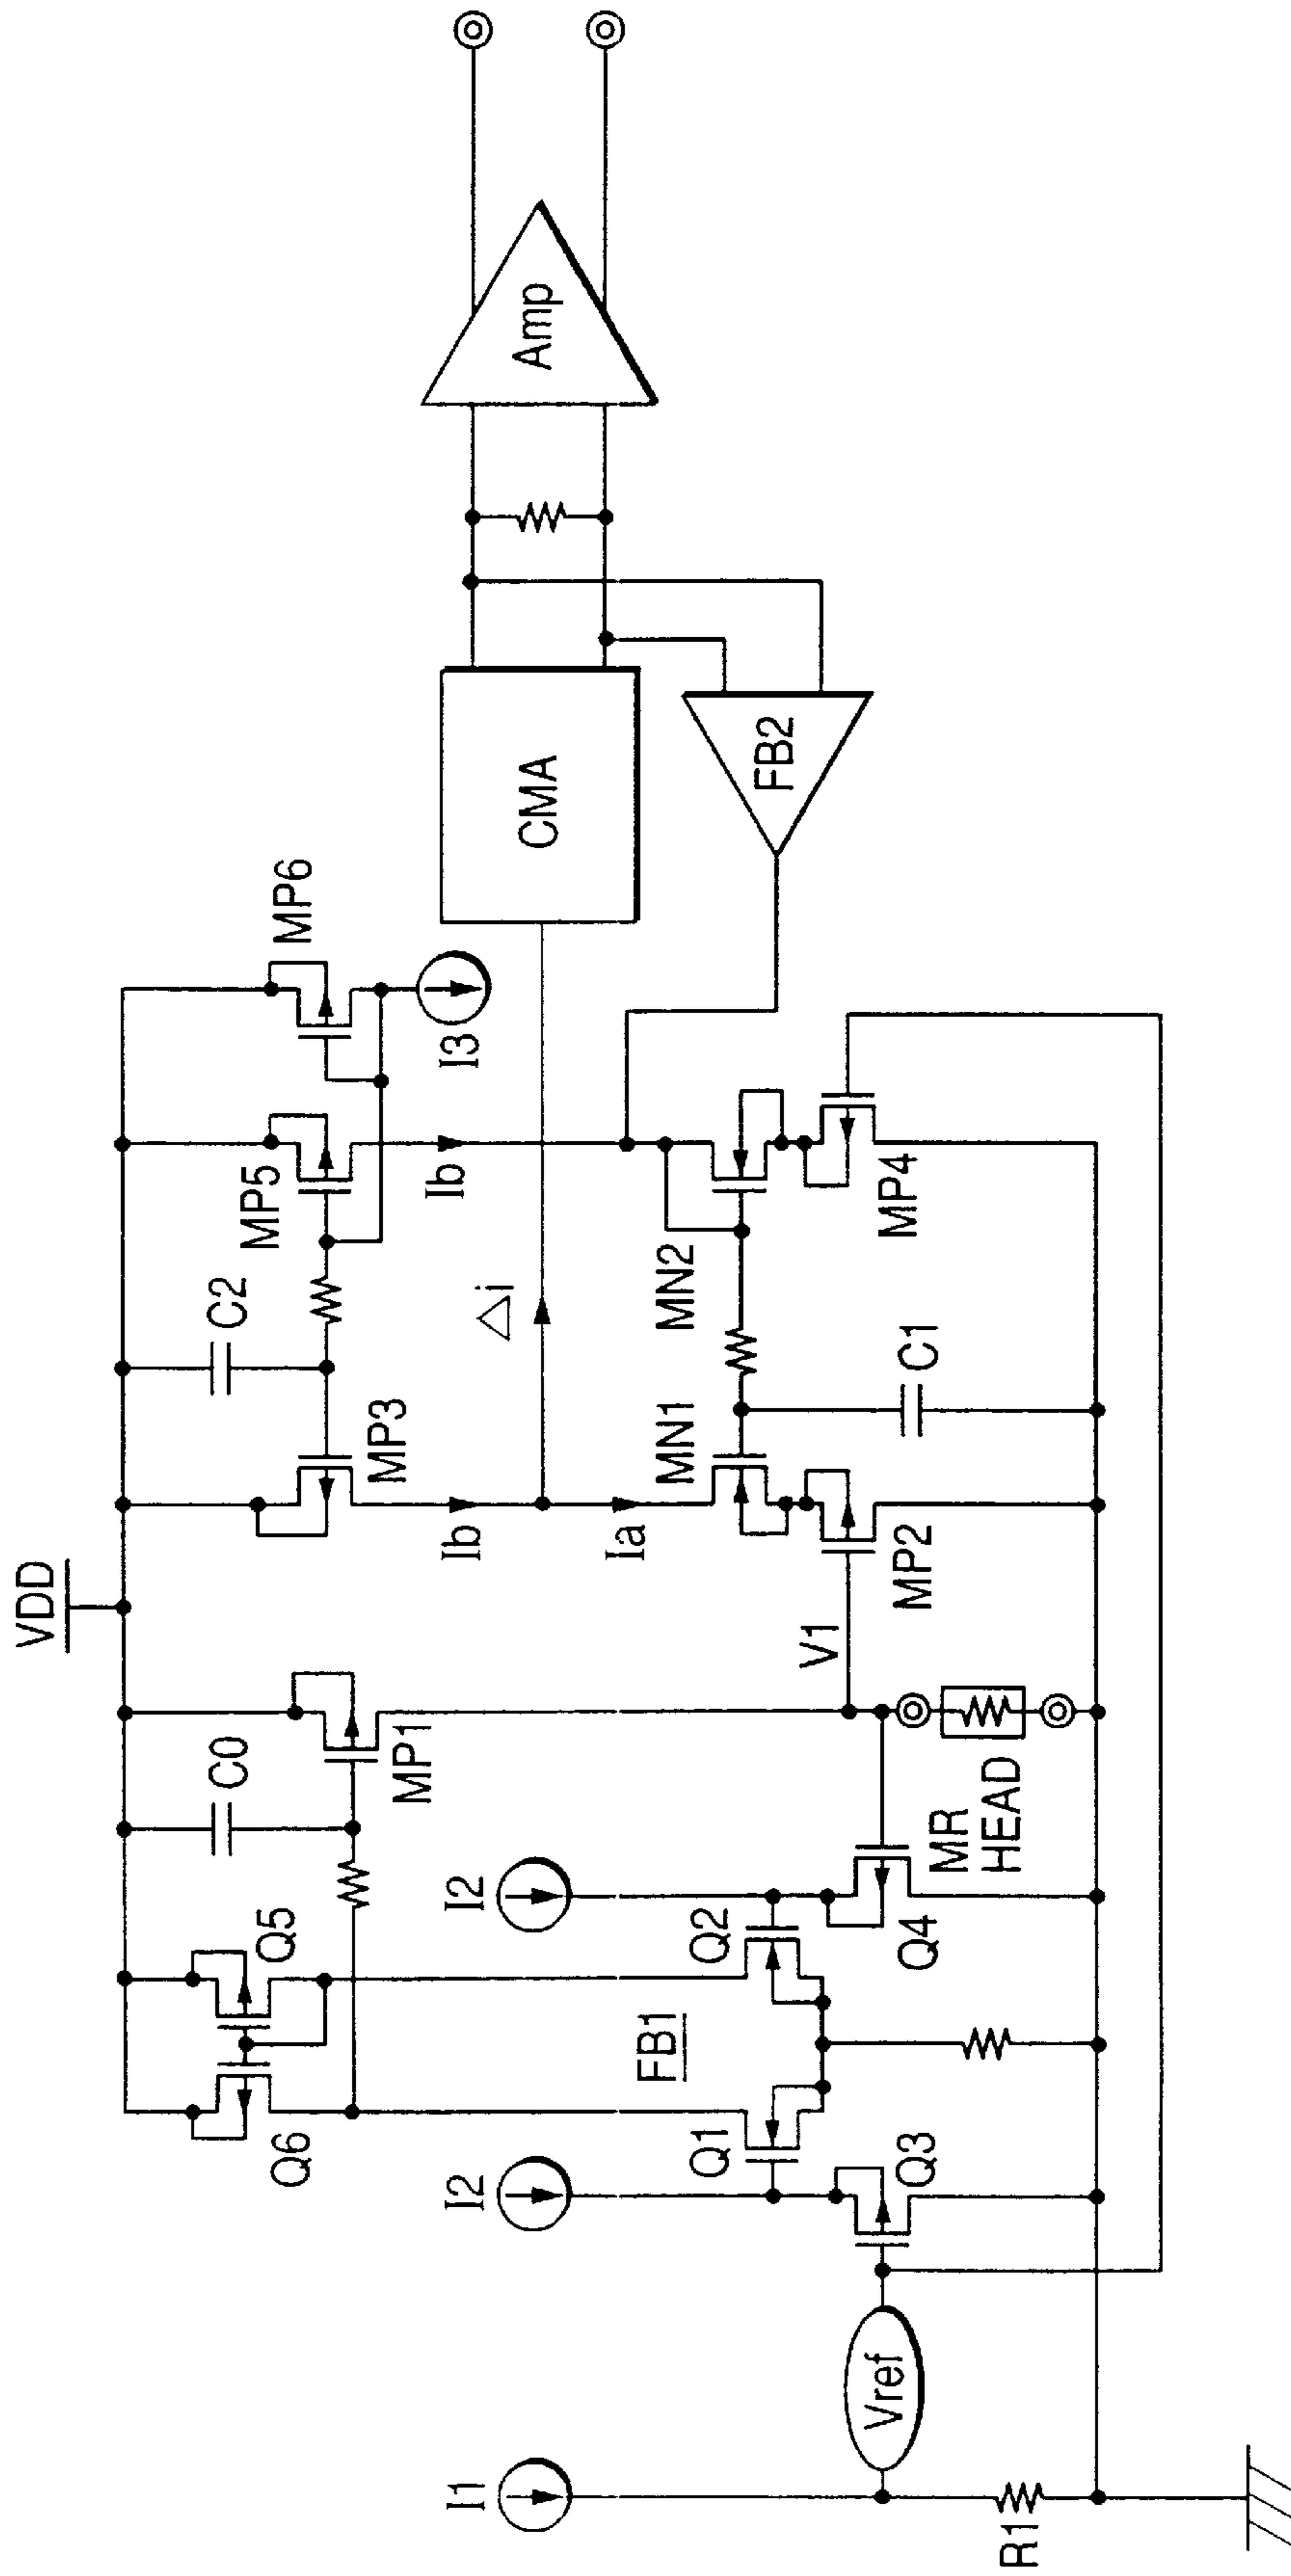 VDD
C0
C2
Q6
Q5
MP1
MP3
MP5
MP6
I1
I2
I2
Ib
Ib
I3
△i
CMA
Amp
FB1
Ia
Q1
Q2
V1
MN1
MN2
FB2
Vref
Q3
Q4
MR
HEAD
MP2
C1
MP4
R1